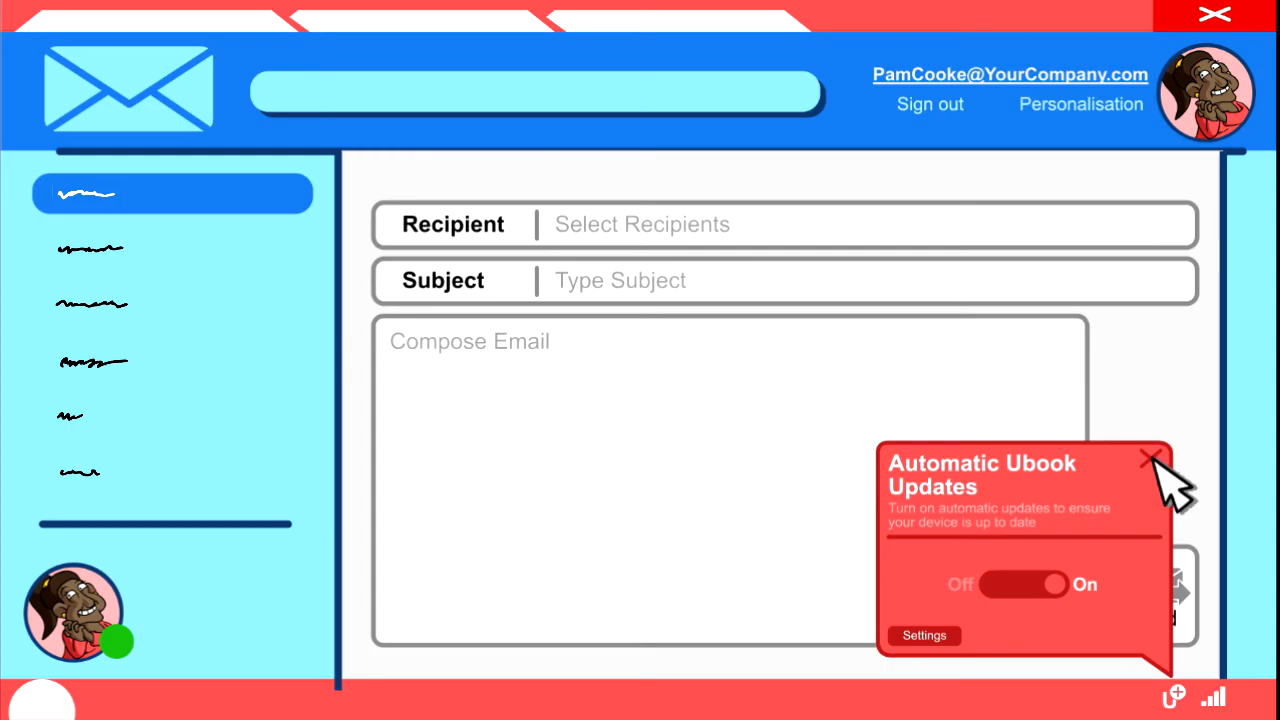 PamCooke@YourCompany.com
Sign out Personalisation
Recipient Select Recipients
Subject Type Subject
Compose Email
Automatic Ubook
Updates
Turn on automatic updates to ensure
your device is up to date
Off On
Settings